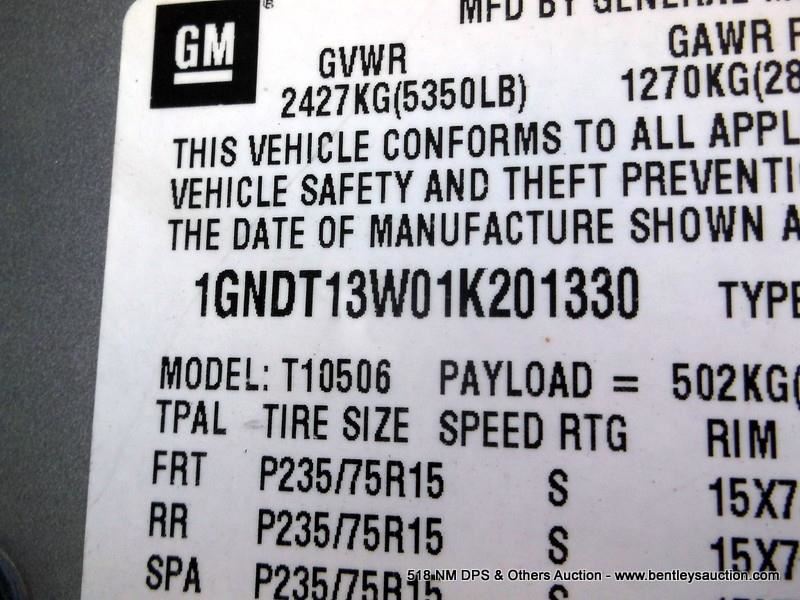 GM
MFD BY GENERAL
GVWR GAWR
2427KG(5350LB) 1270KG(28
THIS VEHICLE CONFORMS TO ALL APPL
VEHICLE SAFETY AND THEFT PREVENTI
THE DATE OF MANUFACTURE SHOWN A
1GNDT13W01K201330 TYPE
MODEL: T10506 PAYLOAD = 502KG(
TPAL TIRE SIZE SPEED RTG RIM
FRT P235/75R15 S 15X7
RR P235/75R15 S 15X7
SPA P235/75R15
518 NM DPS & Others Auction - www.bentleysauction.com